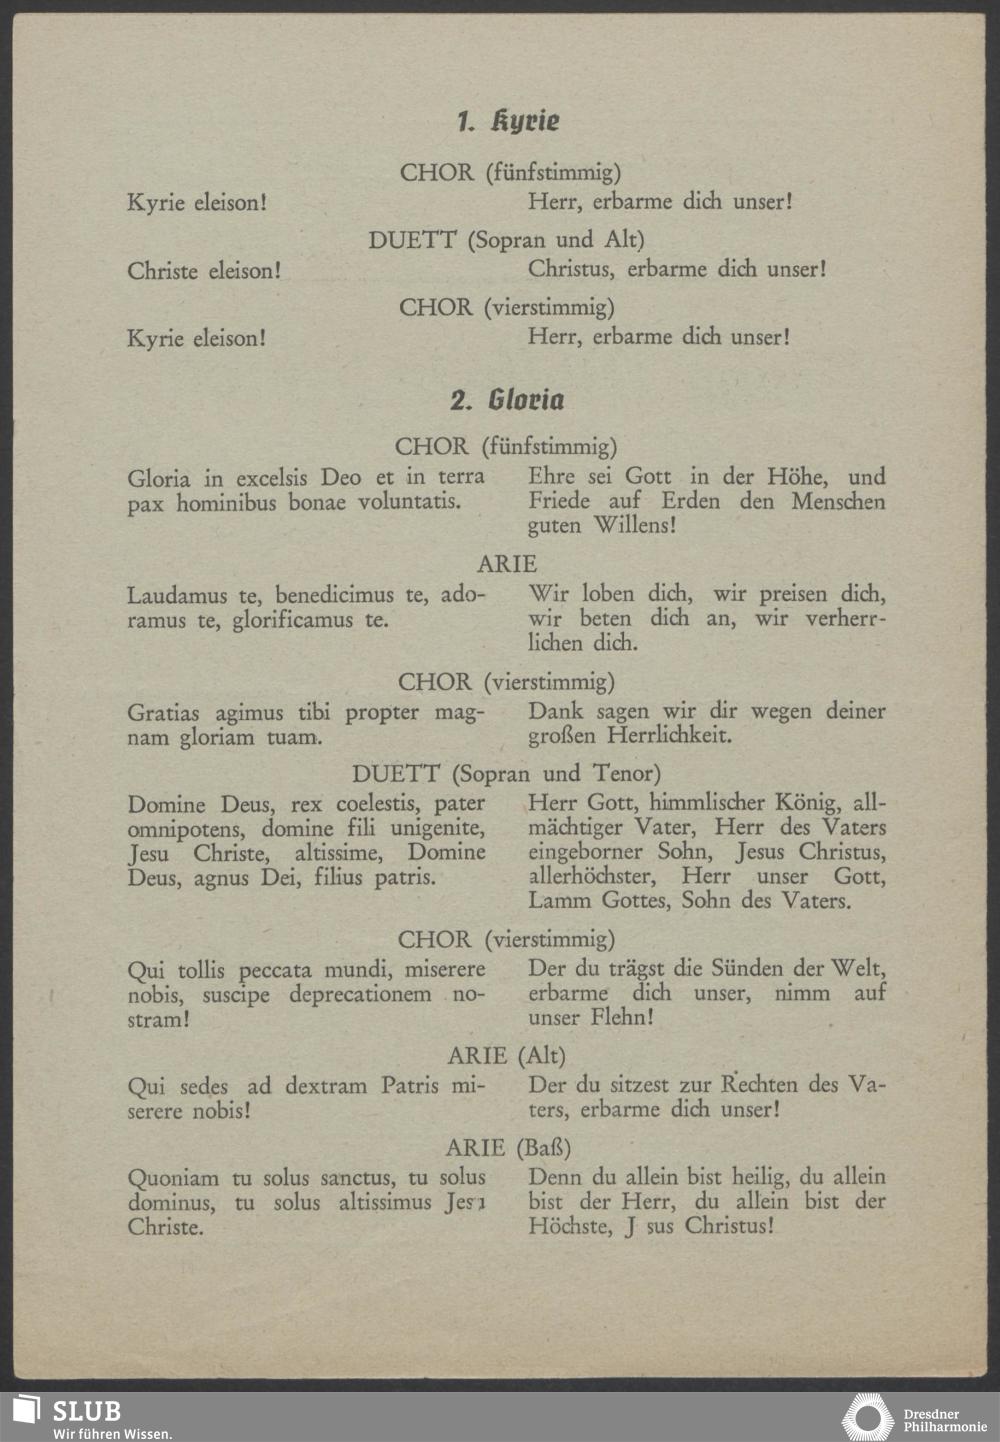 1. Kyrie
CHOR (fünfstimmig)
Kyrie eleison!
Herr, erbarme dich unser!
DUETT (Sopran und Alt)
Christe eleison!
Christus, erbarme dich unser!
CHOR (vierstimmig)
Kyrie eleison!
Herr, erbarme dich unser!
2. Gloria
CHOR (fünfstimmig)
Gloria in excelsis Deo et in terra
pax hominibus bonae voluntatis.
Ehre sei Gott in der Höhe, und
Friede auf Erden den Menschen
guten Willens!
ARIE
Laudamus te, benedicimus te, ado-
ramus te, glorificamus te.
Wir loben dich, wir preisen dich,
wir beten dich an, wir verherr-
lichen dich.
CHOR (vierstimmig)
Gratias agimus tibi propter mag-
nam gloriam tuam.
Dank sagen wir dir wegen deiner
großen Herrlichkeit.
DUETT (Sopran und Tenor)
Domine Deus, rex coelestis, pater
omnipotens, domine fili unigenite,
Jesu Christe, altissime, Domine
Deus, agnus Dei, filius patris.
Herr Gott, himmlischer König, all-
mächtiger Vater, Herr des Vaters
eingeborner Sohn, Jesus Christus,
allerhöchster, Herr unser Gott,
Lamm Gottes, Sohn des Vaters.
CHOR (vierstimmig)
Qui tollis peccata mundi, miserere
nobis, suscipe deprecationem no-
stram!
Der du trägst die Sünden der Welt,
erbarme dich unser, nimm auf
unser Flehn!
ARIE (Alt)
Qui sedes ad dextram Patris mi-
serere nobis!
Der du sitzest zur Rechten des Va-
ters, erbarme dich unser!
ARIE (Baß)
Quoniam tu solus sanctus, tu solus
dominus, tu solus altissimus Jesu
Christe.
Denn du allein bist heilig, du allein
bist der Herr, du allein bist der
Höchste, J sus Christus!
SLUB
Wir führen Wissen.
Dresdner
Philharmonie